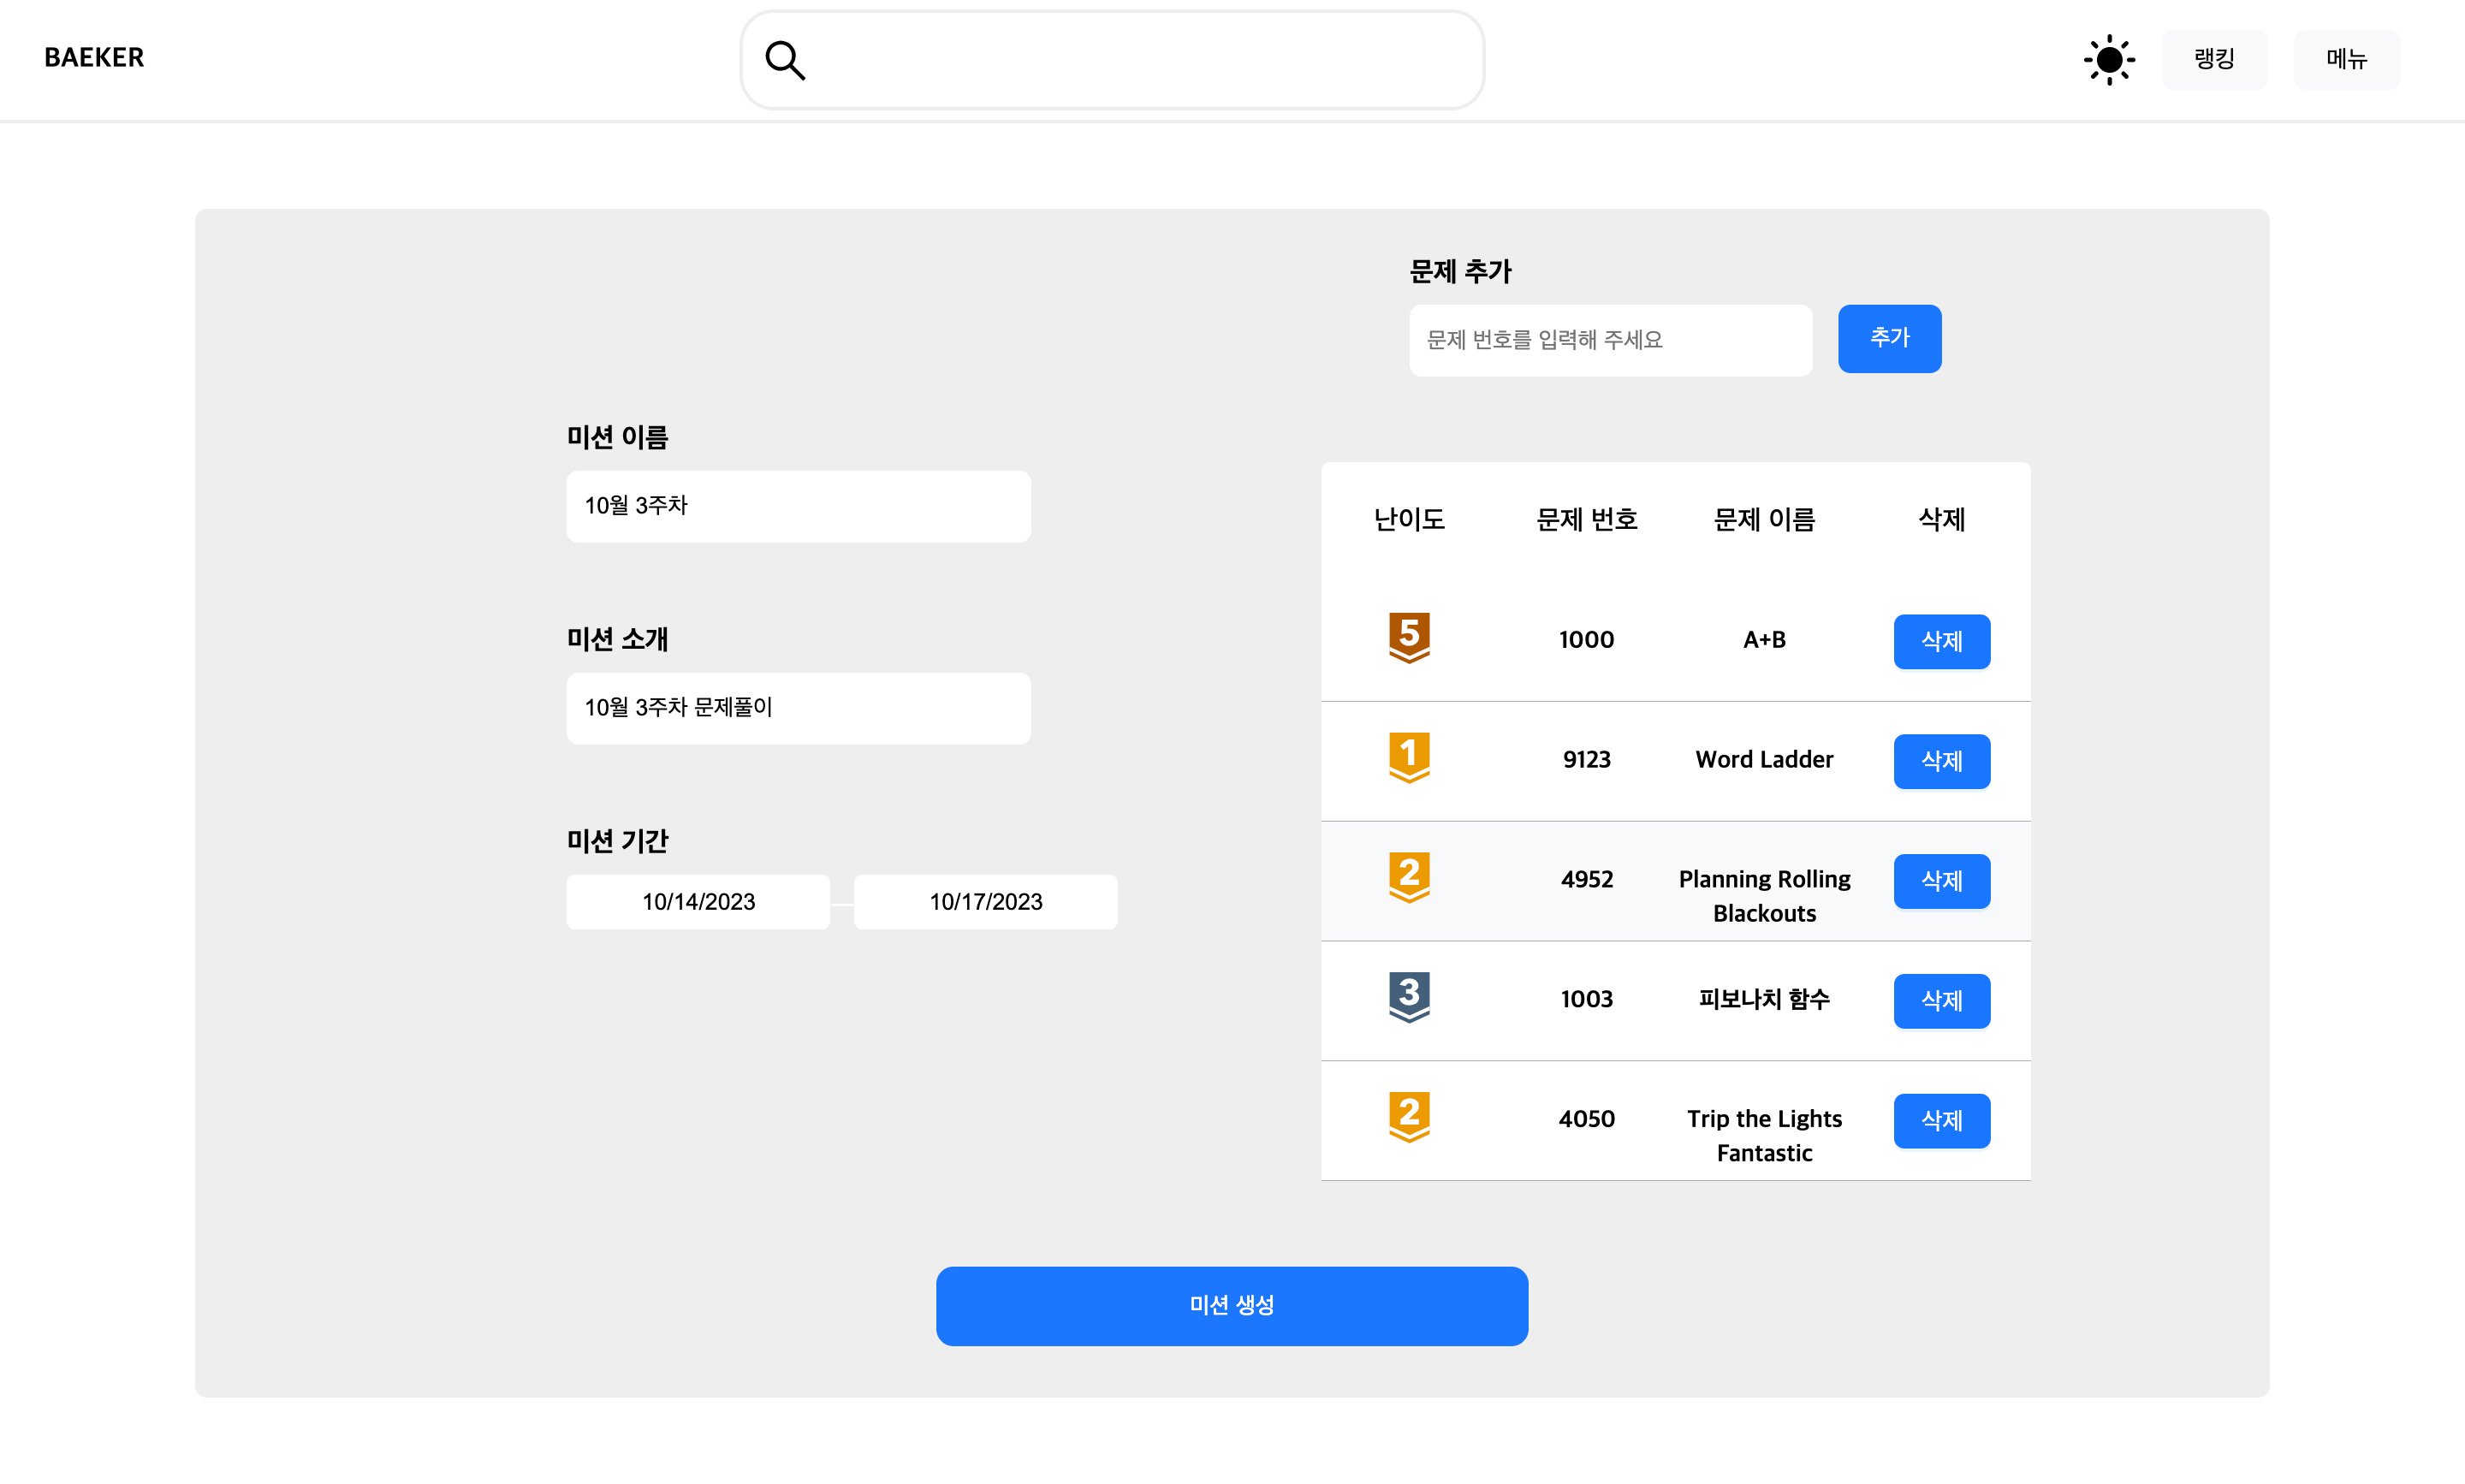 BAEKER
랭킹
메뉴
문제 추가
문제 번호를 입력해 주세요
추가
미션 이름
10월 3주차
미션 소개
10월 3주차 문제풀이
미션 기간
10/14/2023
10/17/2023
난이도 문제 번호 문제 이름 삭제
5 1000 A+B 삭제
1 9123 Word Ladder 삭제
2 4952 Planning Rolling 삭제
Blackouts
3 1003 피보나치 함수 삭제
2 4050 Trip the Lights 삭제
Fantastic
미션 생성